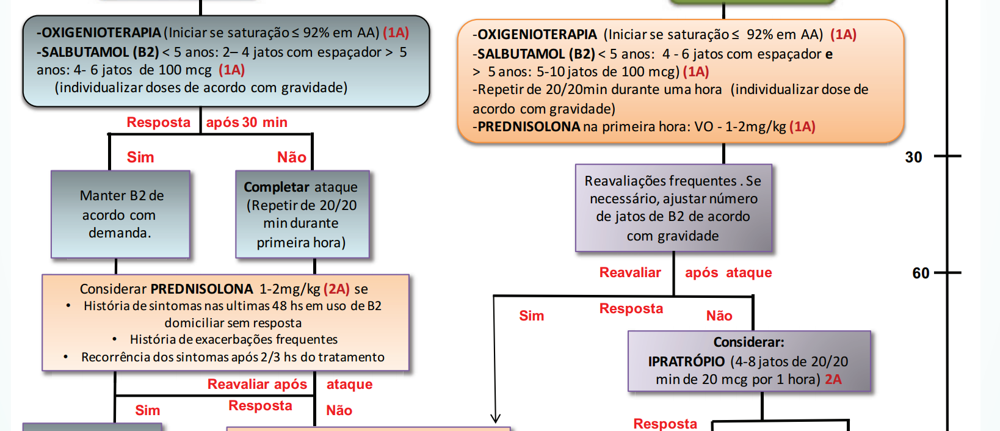 -OXIGENIOTERAPIA (Iniciar se saturação ≤ 92% em AA) (1A)
-SALBUTAMOL (B2) < 5 anos: 2– 4 jatos com espaçador > 5
anos: 4- 6 jatos de 100 mcg (1A)
(individualizar doses de acordo com gravidade)
Resposta após 30 min
Sim
Não
Manter B2 de
acordo com
demanda.
Completar ataque
(Repetir de 20/20
min durante
primeira hora)
Considerar PREDNISOLONA 1-2mg/kg (2A) se
• História de sintomas nas ultimas 48 hs em uso de B2
domiciliar sem resposta
• História de exacerbações frequentes
• Recorrência dos sintomas após 2/3 hs do tratamento
Reavaliar após ataque
Resposta
Sim
Não
-OXIGENIOTERAPIA (Iniciar se saturação ≤ 92% em AA) (1A)
-SALBUTAMOL (B2) < 5 anos: 4 - 6 jatos com espaçador e
> 5 anos: 5-10 jatos de 100 mcg) (1A)
-Repetir de 20/20min durante uma hora (individualizar dose de
acordo com gravidade)
-PREDNISOLONA na primeira hora: VO - 1-2mg/kg (1A)
30
Reavaliações frequentes . Se
necessário, ajustar número
de jatos de B2 de acordo
com gravidade
60
Reavaliar após ataque
Resposta
Sim
Não
Considerar:
IPRATRÓPIO (4-8 jatos de 20/20
min de 20 mcg por 1 hora) 2A
Resposta